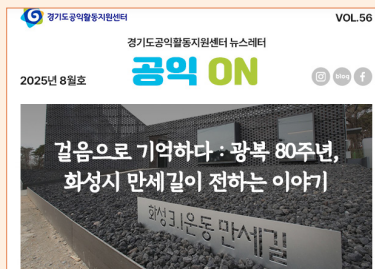 경기도공익활동지원센터
VOL.56
경기도공익활동지원센터 뉴스레터
2025년 8월호
공익 ON
blog
걸음으로 기억하다 : 광복 80주년,
화성시 만세길이 전하는 이야기
화성 3.1운동 만세길